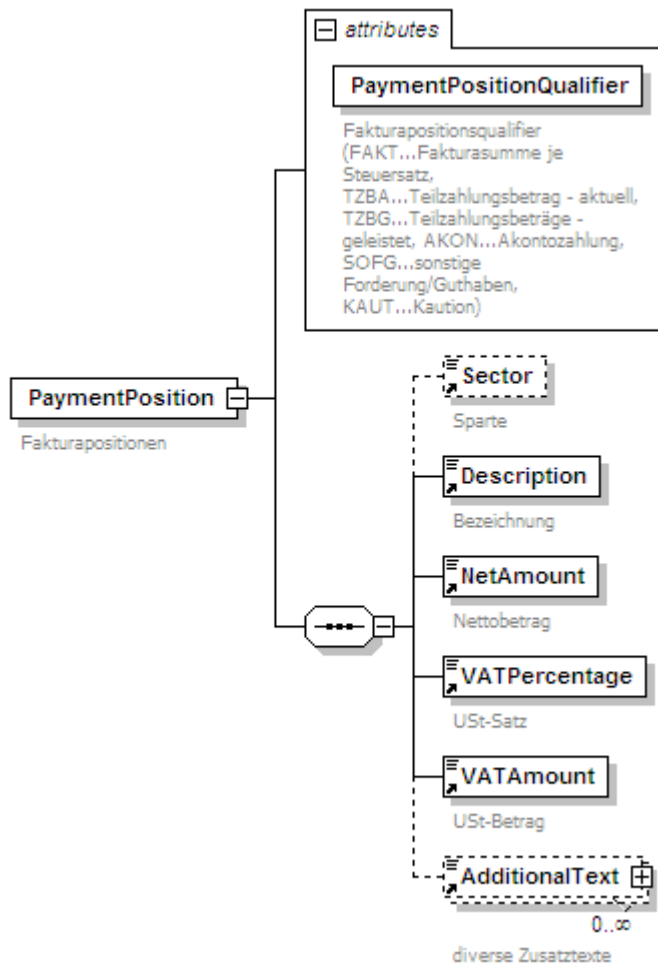 attributes
PaymentPositionQualifier
Fakturapositionsqualifier
(FAKT...Fakturasumme je
Steuersatz,
TZBA...Teilzahlungsbetrag - aktuell,
TZBG...Teilzahlungsbeträge -
geleistet, AKON...Akontozahlung,
SOFG...sonstige
Forderung/Guthaben,
KAUT...Kaution)
PaymentPosition
Fakturapositionen
Sector
Sparte
Description
Bezeichnung
NetAmount
Nettobetrag
VATPercentage
USt-Satz
VATAmount
USt-Betrag
AdditionalText
0..∞
diverse Zusatztexte